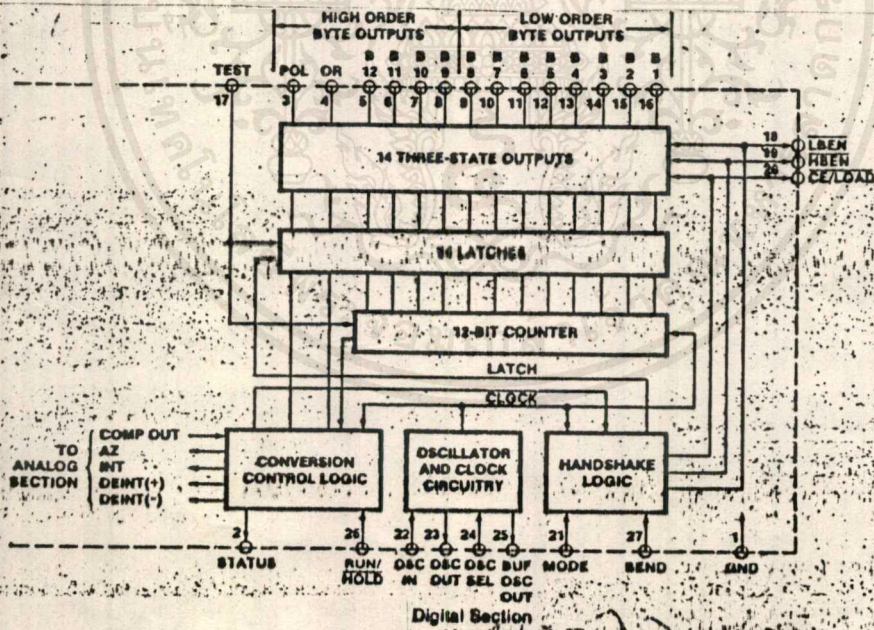 HIGH ORDER
BYTE OUTPUTS
LOW ORDER
BYTE OUTPUTS
TEST POL OR B 12 B 11 B 10 B 9 B 8 B 7 B 6 B 5 B 4 B 3 B 2 B 1
17 3 4 5 6 7 8 9 10 11 12 13 14 15 16
14 THREE-STATE OUTPUTS
18 LBEN
19 HBEN
20 CE/LOAD
14 LATCHES
12-BIT COUNTER
LATCH
CLOCK
TO
ANALOG
SECTION
COMP OUT
AZ
INT
DEINT(+)
DEINT(-)
CONVERSION
CONTROL LOGIC
OSCILLATOR
AND CLOCK
CIRCUITRY
HANDSHAKE
LOGIC
2 26 22 23 24 25 21 27 1
STATUS
RUN/
HOLD
OSC
IN
OSC
OUT
OSC
SEL
BUF
OSC
OUT
MODE
SEND
GND
Digital Section